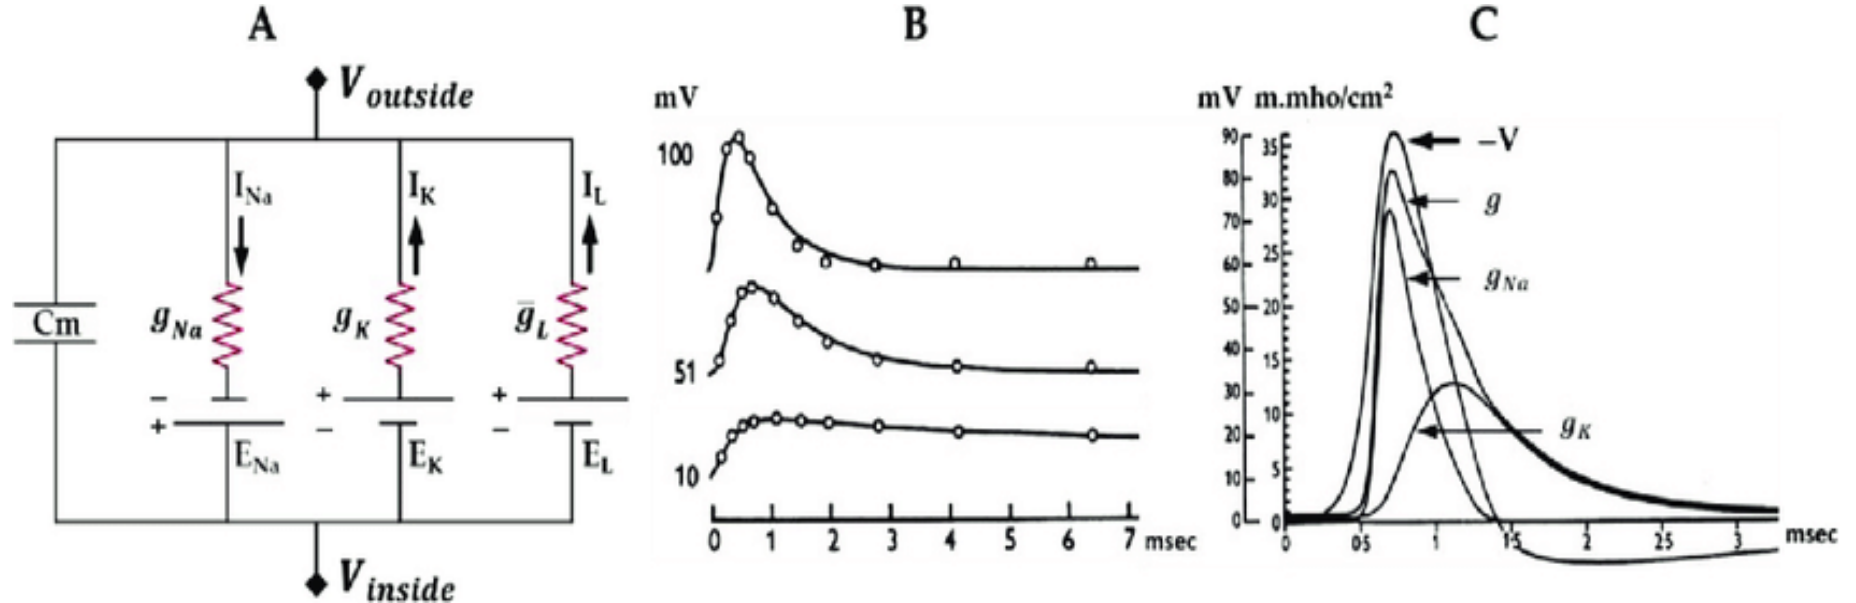 A
V outside
I Na
I K
I L
Cm
g Na
g K
g̅ L
− + +
+ − −
E Na
E K
E L
V inside
B
mV
100
51
10
0 1 2 3 4 5 6 7 msec
C
mV m.mho/cm²
90
80
70
60
50
40
30
20
10
0
35
30
25
20
15
10
5
0
−V
g
g Na
g K
0 05 1 15 2 25 3 msec